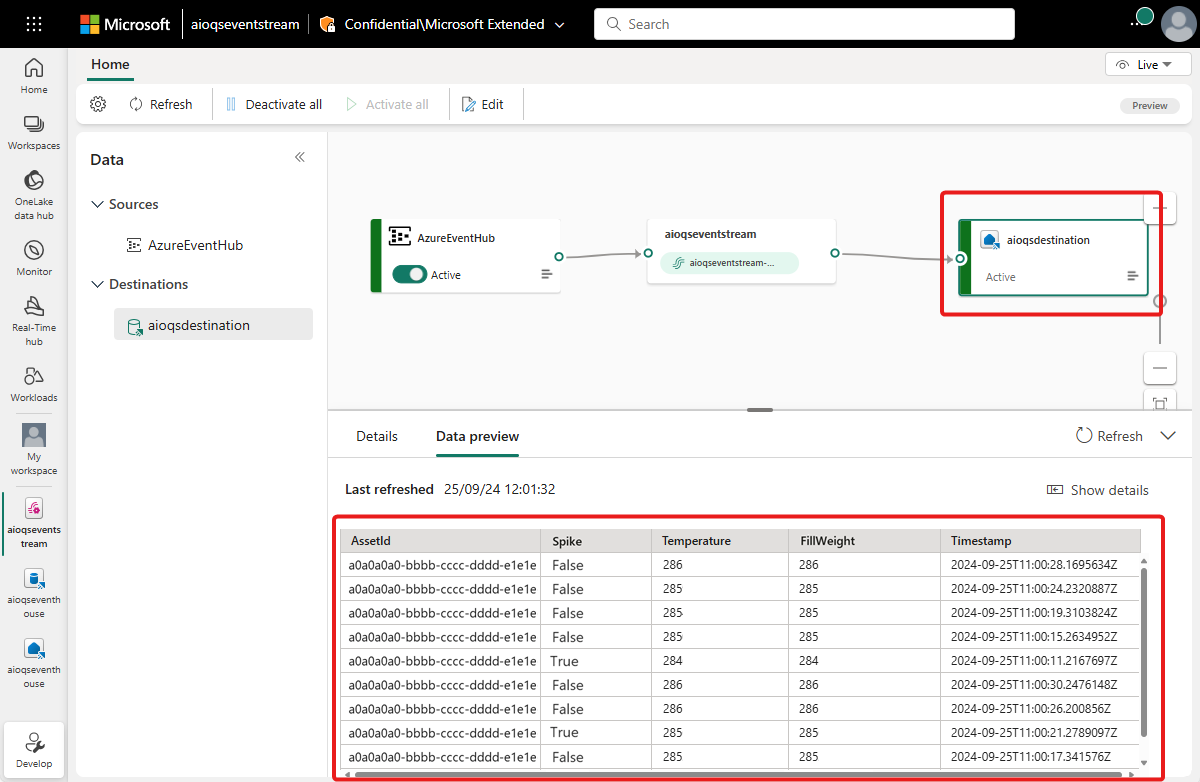 Microsoft aioqseventstream Confidential\Microsoft Extended Search
Home
Live
Refresh Deactivate all Activate all Edit
Preview
Home
Workspaces
OneLake
data hub
Monitor
Real-Time
hub
Workloads
My
workspace
aioqsevents
tream
aioqseventh
ouse
aioqseventh
ouse
Develop
Data
Sources
AzureEventHub
Destinations
aioqsdestination
AzureEventHub
Active
aioqseventstream
aioqseventstream-...
aioqsdestination
Active
Details Data preview Refresh
Last refreshed 25/09/24 12:01:32 Show details
AssetId Spike Temperature FillWeight Timestamp
a0a0a0a0-bbbb-cccc-dddd-e1e1e False 286 286 2024-09-25T11:00:28.1695634Z
a0a0a0a0-bbbb-cccc-dddd-e1e1e False 285 285 2024-09-25T11:00:24.2320887Z
a0a0a0a0-bbbb-cccc-dddd-e1e1e False 285 285 2024-09-25T11:00:19.3103824Z
a0a0a0a0-bbbb-cccc-dddd-e1e1e False 285 285 2024-09-25T11:00:15.2634952Z
a0a0a0a0-bbbb-cccc-dddd-e1e1e True 284 284 2024-09-25T11:00:11.2167697Z
a0a0a0a0-bbbb-cccc-dddd-e1e1e False 286 286 2024-09-25T11:00:30.2476148Z
a0a0a0a0-bbbb-cccc-dddd-e1e1e False 286 286 2024-09-25T11:00:26.200856Z
a0a0a0a0-bbbb-cccc-dddd-e1e1e True 285 285 2024-09-25T11:00:21.2789097Z
a0a0a0a0-bbbb-cccc-dddd-e1e1e False 285 285 2024-09-25T11:00:17.341576Z